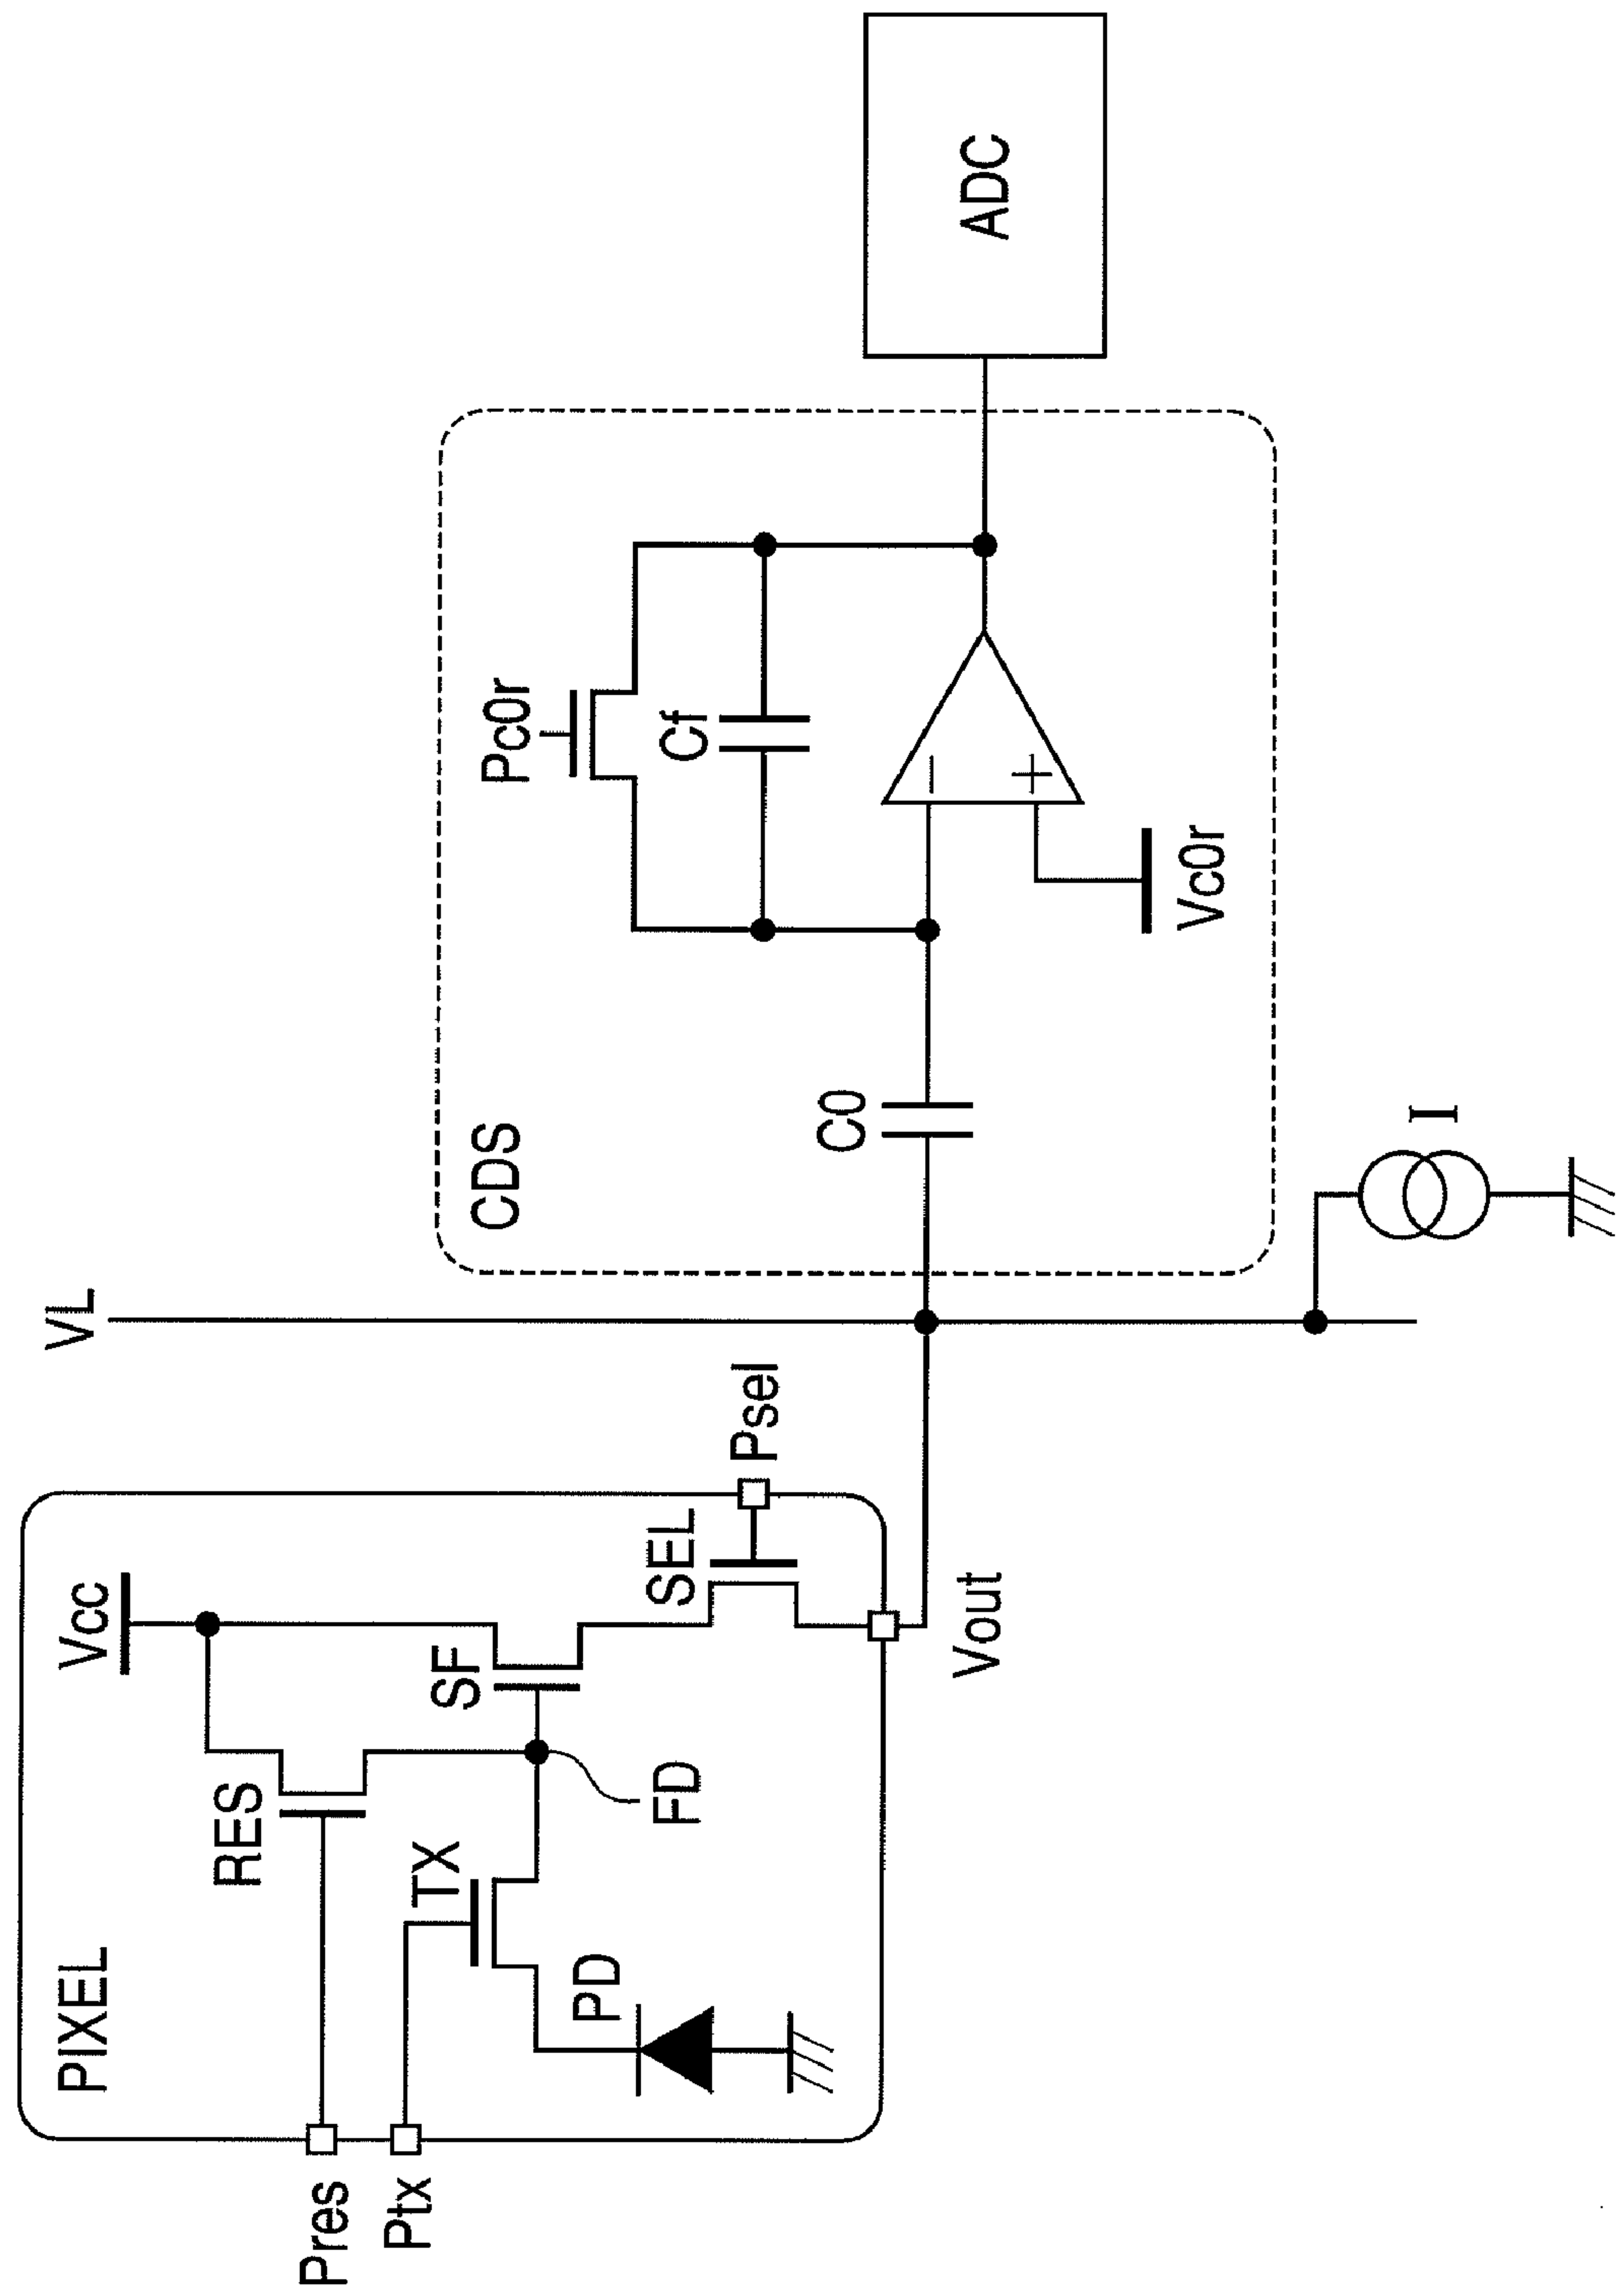 PIXEL
Vcc
VL
RES
Pres
Ptx
TX
SF
PD
FD
SEL
Psel
Vout
CDS
Pc0r
Cf
C0
Vc0r
I
ADC